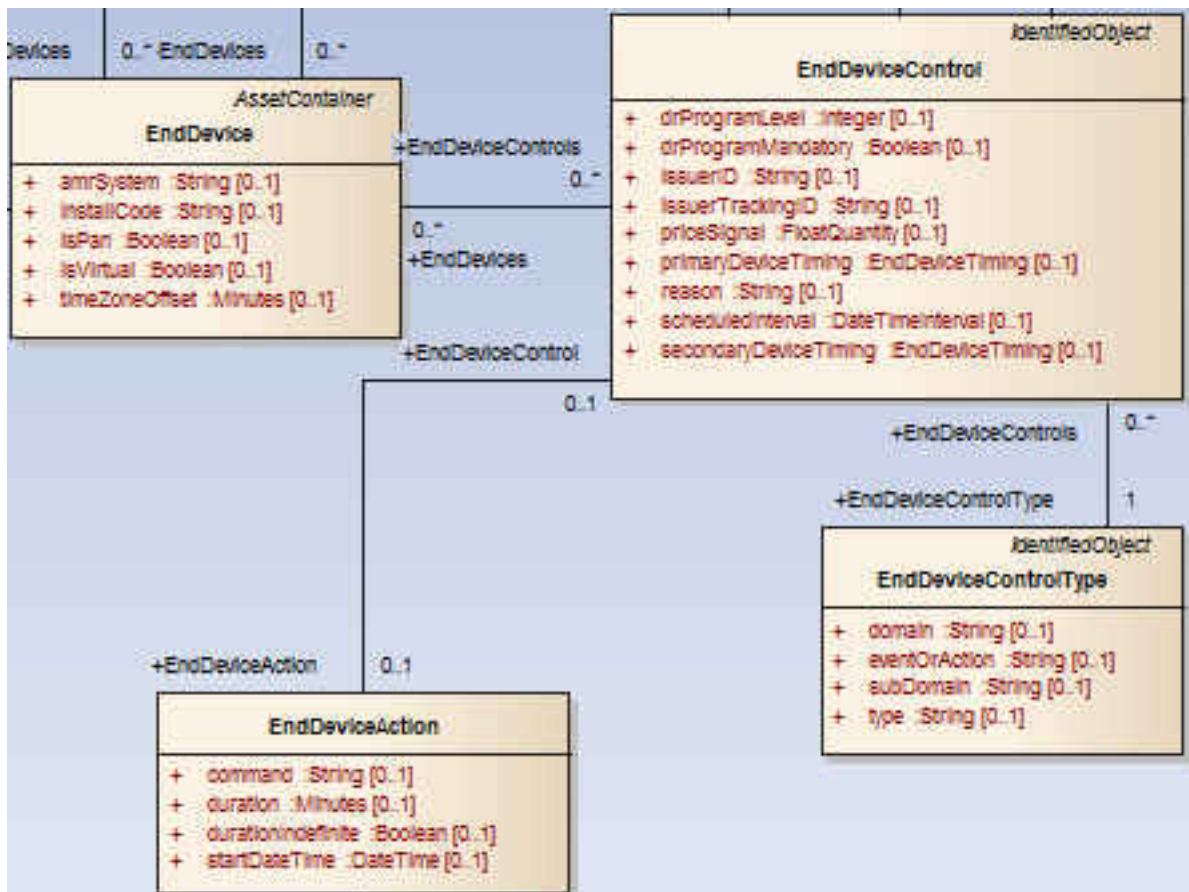 Devices
0..* EndDevices
0..*
AssetContainer
EndDevice
+ amrSystem :String [0..1]
+ installCode :String [0..1]
+ isPan :Boolean [0..1]
+ isVirtual :Boolean [0..1]
+ timeZoneOffset :Minutes [0..1]
+EndDeviceControls
0..*
0..*
+EndDevices
IdentifiedObject
EndDeviceControl
+ drProgramLevel :Integer [0..1]
+ drProgramMandatory :Boolean [0..1]
+ issuerID :String [0..1]
+ issuerTrackingID :String [0..1]
+ priceSignal :FloatQuantity [0..1]
+ primaryDeviceTiming :EndDeviceTiming [0..1]
+ reason :String [0..1]
+ scheduledInterval :DateTimeInterval [0..1]
+ secondaryDeviceTiming :EndDeviceTiming [0..1]
+EndDeviceControl
0..1
+EndDeviceControls
0..*
+EndDeviceControlType
1
IdentifiedObject
EndDeviceControlType
+ domain :String [0..1]
+ eventOrAction :String [0..1]
+ subDomain :String [0..1]
+ type :String [0..1]
+EndDeviceAction
0..1
EndDeviceAction
+ command :String [0..1]
+ duration :Minutes [0..1]
+ durationIndefinite :Boolean [0..1]
+ startDateTime :DateTime [0..1]